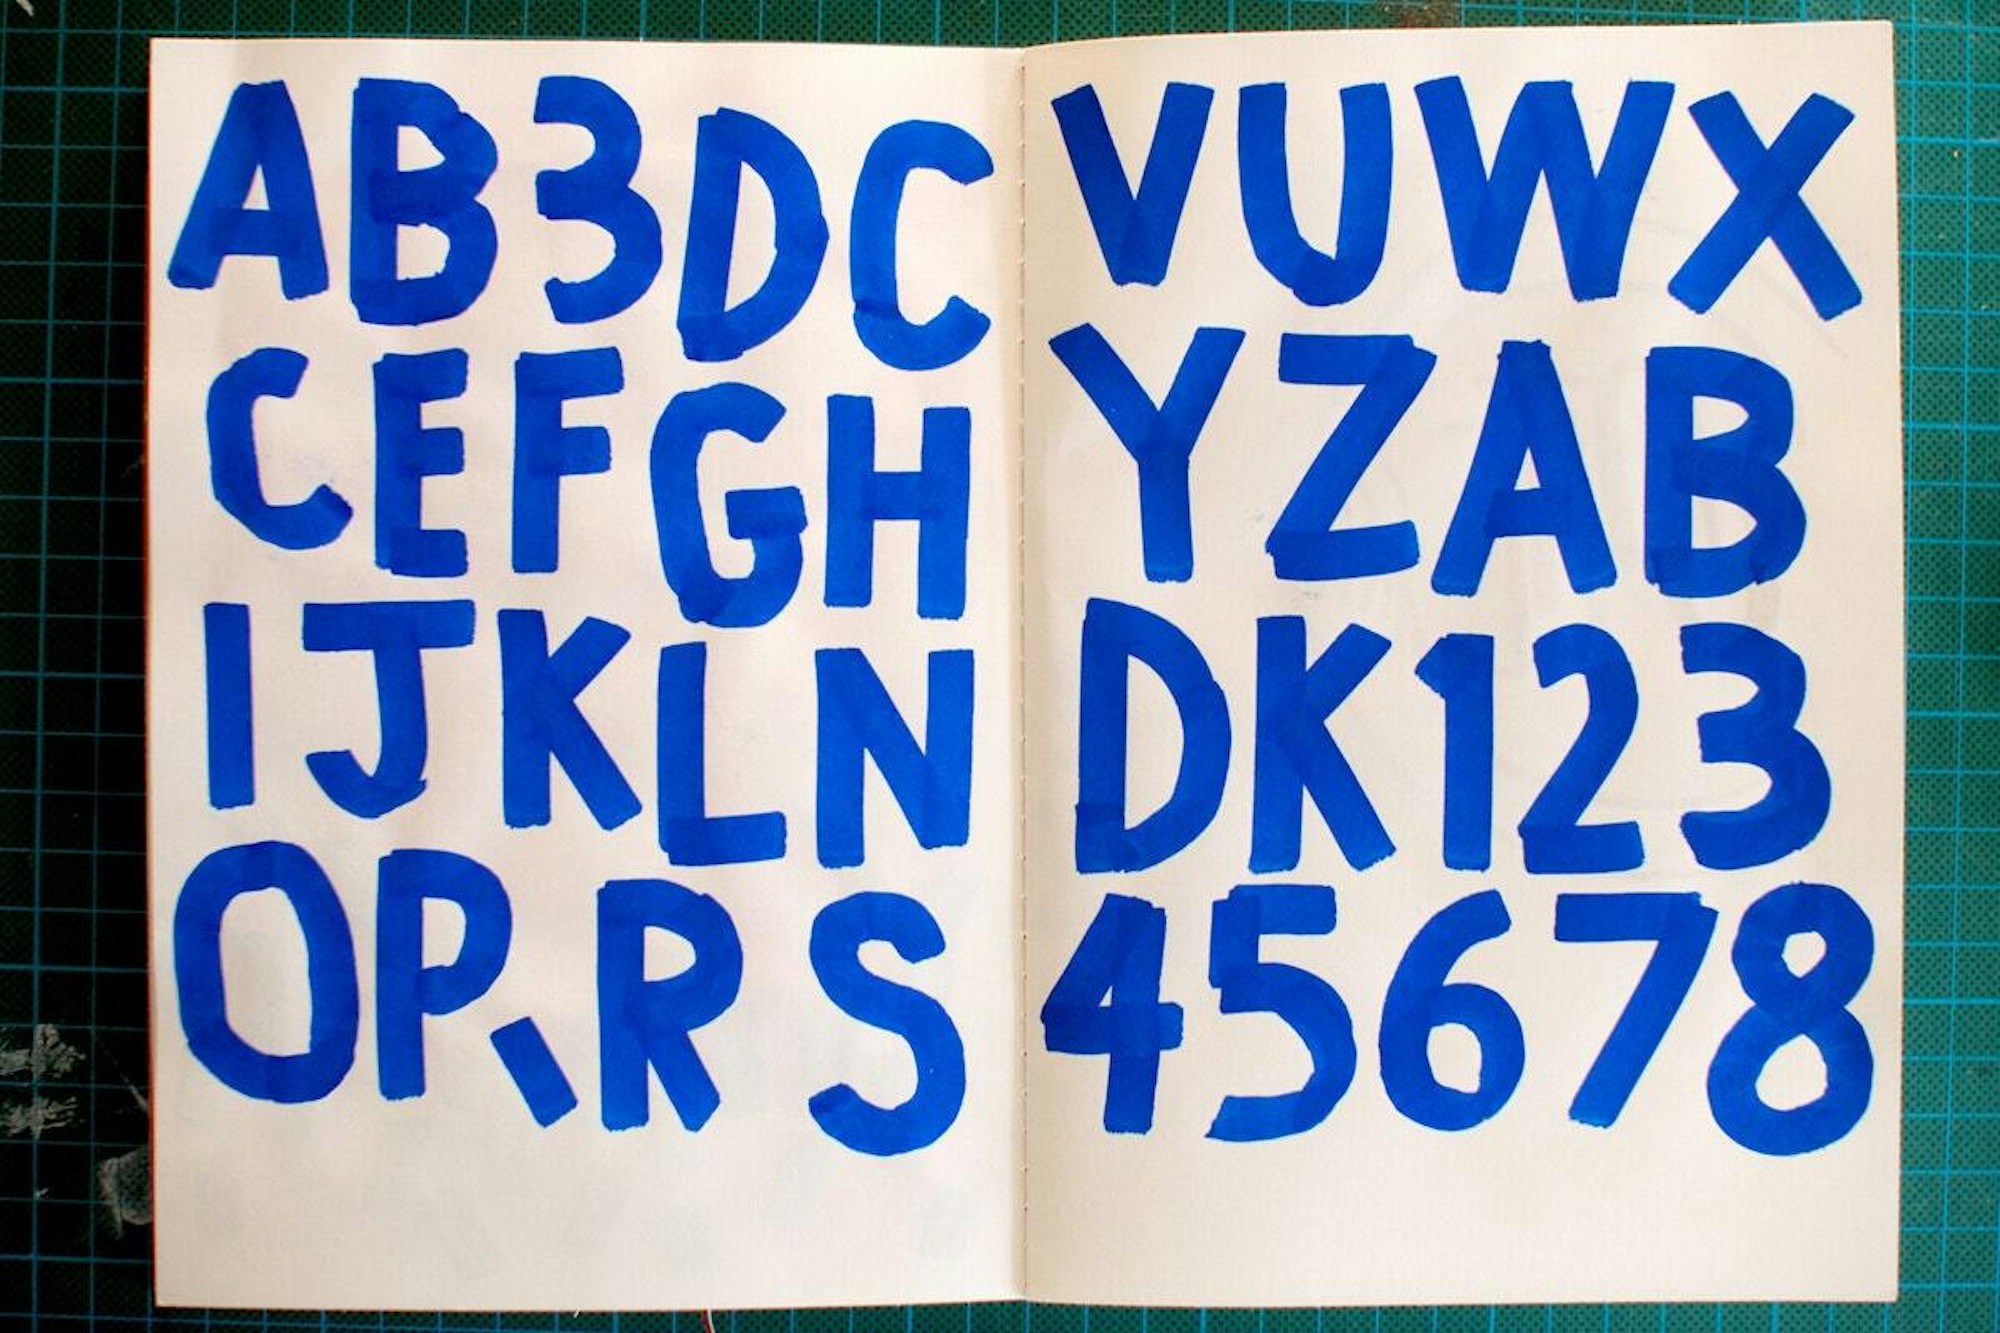 AB3DC
CEFGH
IJKLN
OP\RS
VUWX
YZAB
DK123
45678